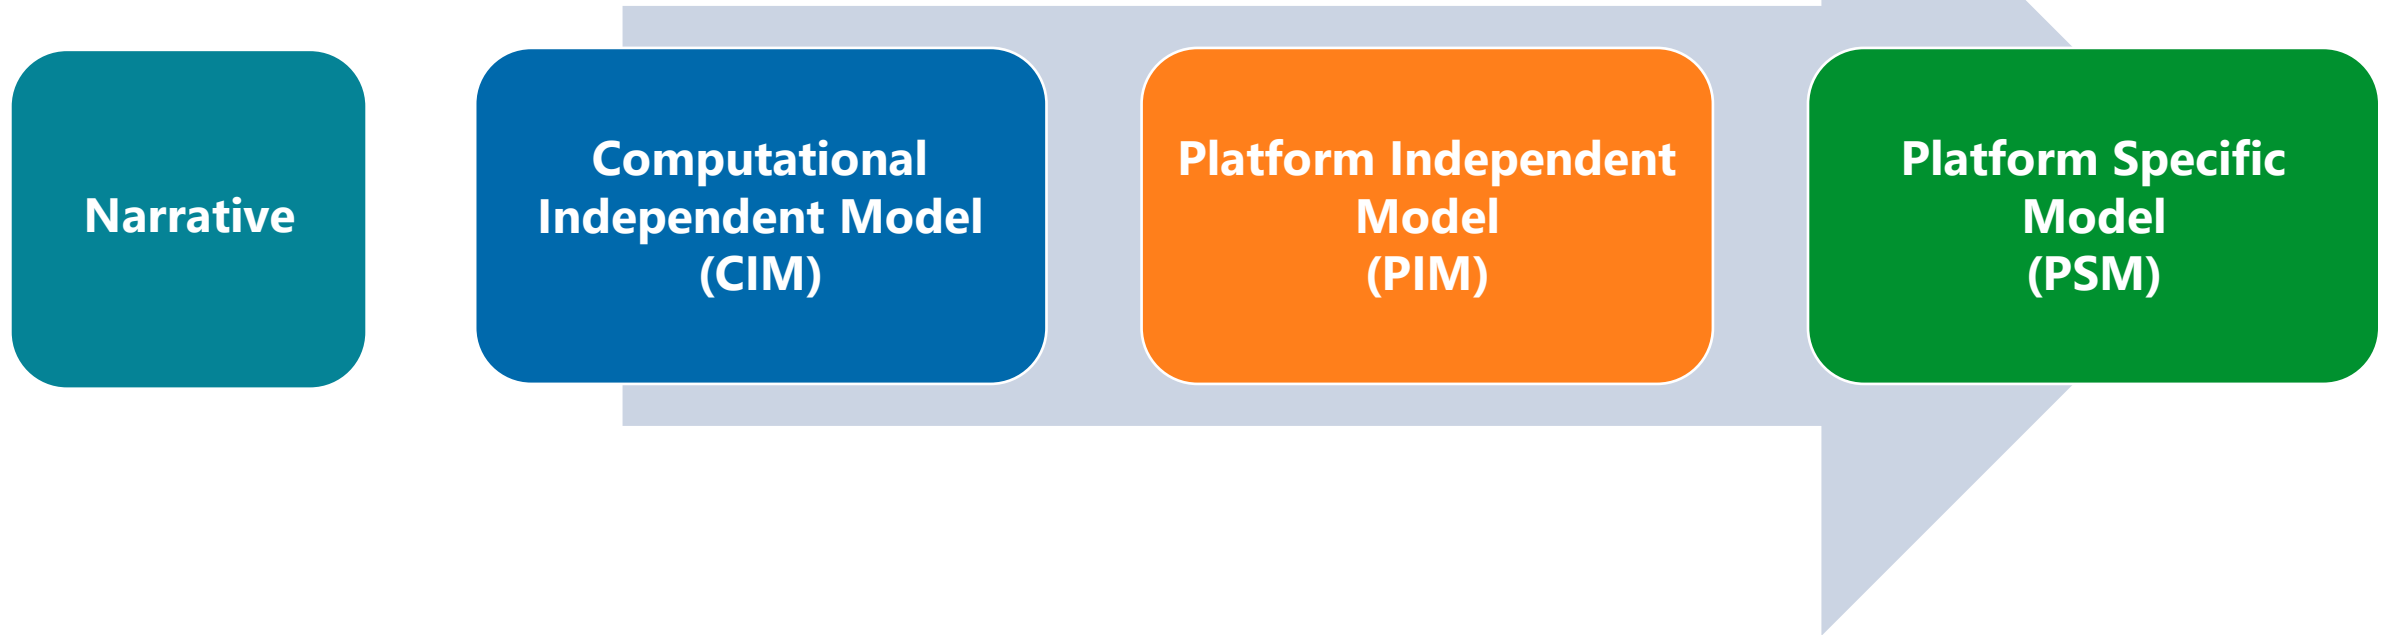 Narrative
Computational
Independent Model
(CIM)
Platform Independent
Model
(PIM)
Platform Specific
Model
(PSM)